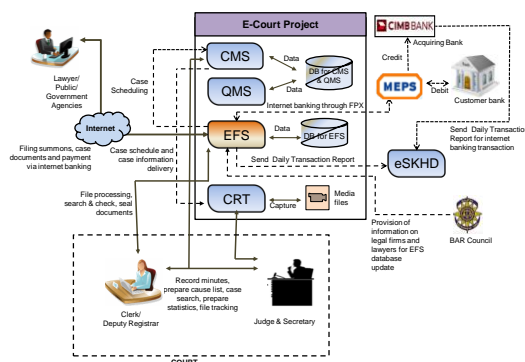 E-Court Project
CIMB BANK
Acquiring Bank
CMS
Data
DB for CMS
& QMS
Credit
Lawyer/
Public/
Government
Agencies
Case
Scheduling
QMS
Data
MEPS
Debit
Customer bank
Internet banking through FPX
Internet
EFS
Data
DB for EFS
Filing summons, case
documents and payment
via internet banking
Case schedule and
case information
delivery
Send Daily Transaction Report
Send Daily Transactio
Report for internet
banking transaction
eSKHD
File processing,
search & check, seal
documents
CRT
Capture
Media
files
Provision of
information on
legal firms and
lawyers for EFS
database
update
BAR Council
Clerk/
Deputy Registrar
Record minutes,
prepare cause list, case
search, prepare
statistics, file tracking
Judge & Secretary
COURT